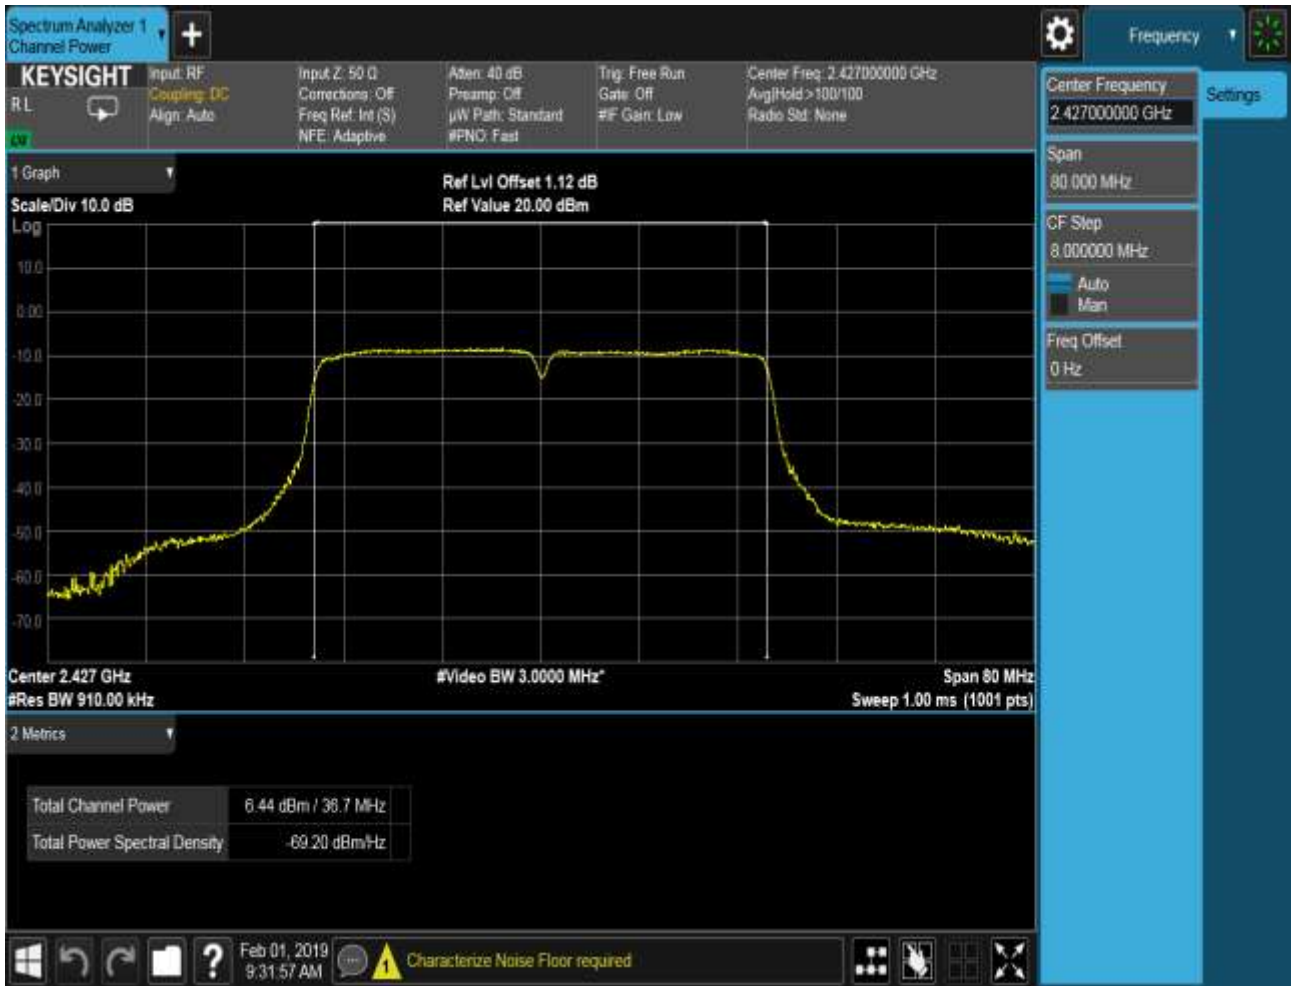 Spectrum Analyzer 1
Channel Power
+
Frequency
KEYSIGHT
RL
LXI
Input: RF
Coupling: DC
Align: Auto
Input Z: 50 Ω
Corrections: Off
Freq Ref: Int (S)
NFE: Adaptive
Atten: 40 dB
Preamp: Off
µW Path: Standard
#PNO: Fast
Trig: Free Run
Gate: Off
#IF Gain: Low
Center Freq: 2.427000000 GHz
Avg|Hold:>100/100
Radio Std: None
Center Frequency
2.427000000 GHz
Settings
Span
80.000 MHz
CF Step
8.000000 MHz
Auto
Man
Freq Offset
0 Hz
1 Graph
Scale/Div 10.0 dB
Ref Lvl Offset 1.12 dB
Ref Value 20.00 dBm
Log
10.0
0.00
-10.0
-20.0
-30.0
-40.0
-50.0
-60.0
-70.0
Center 2.427 GHz
#Video BW 3.0000 MHz*
Span 80 MHz
#Res BW 910.00 kHz
Sweep 1.00 ms (1001 pts)
2 Metrics
Total Channel Power 6.44 dBm / 36.7 MHz
Total Power Spectral Density -69.20 dBm/Hz
?
Feb 01, 2019
9:31:57 AM
1
Characterize Noise Floor required